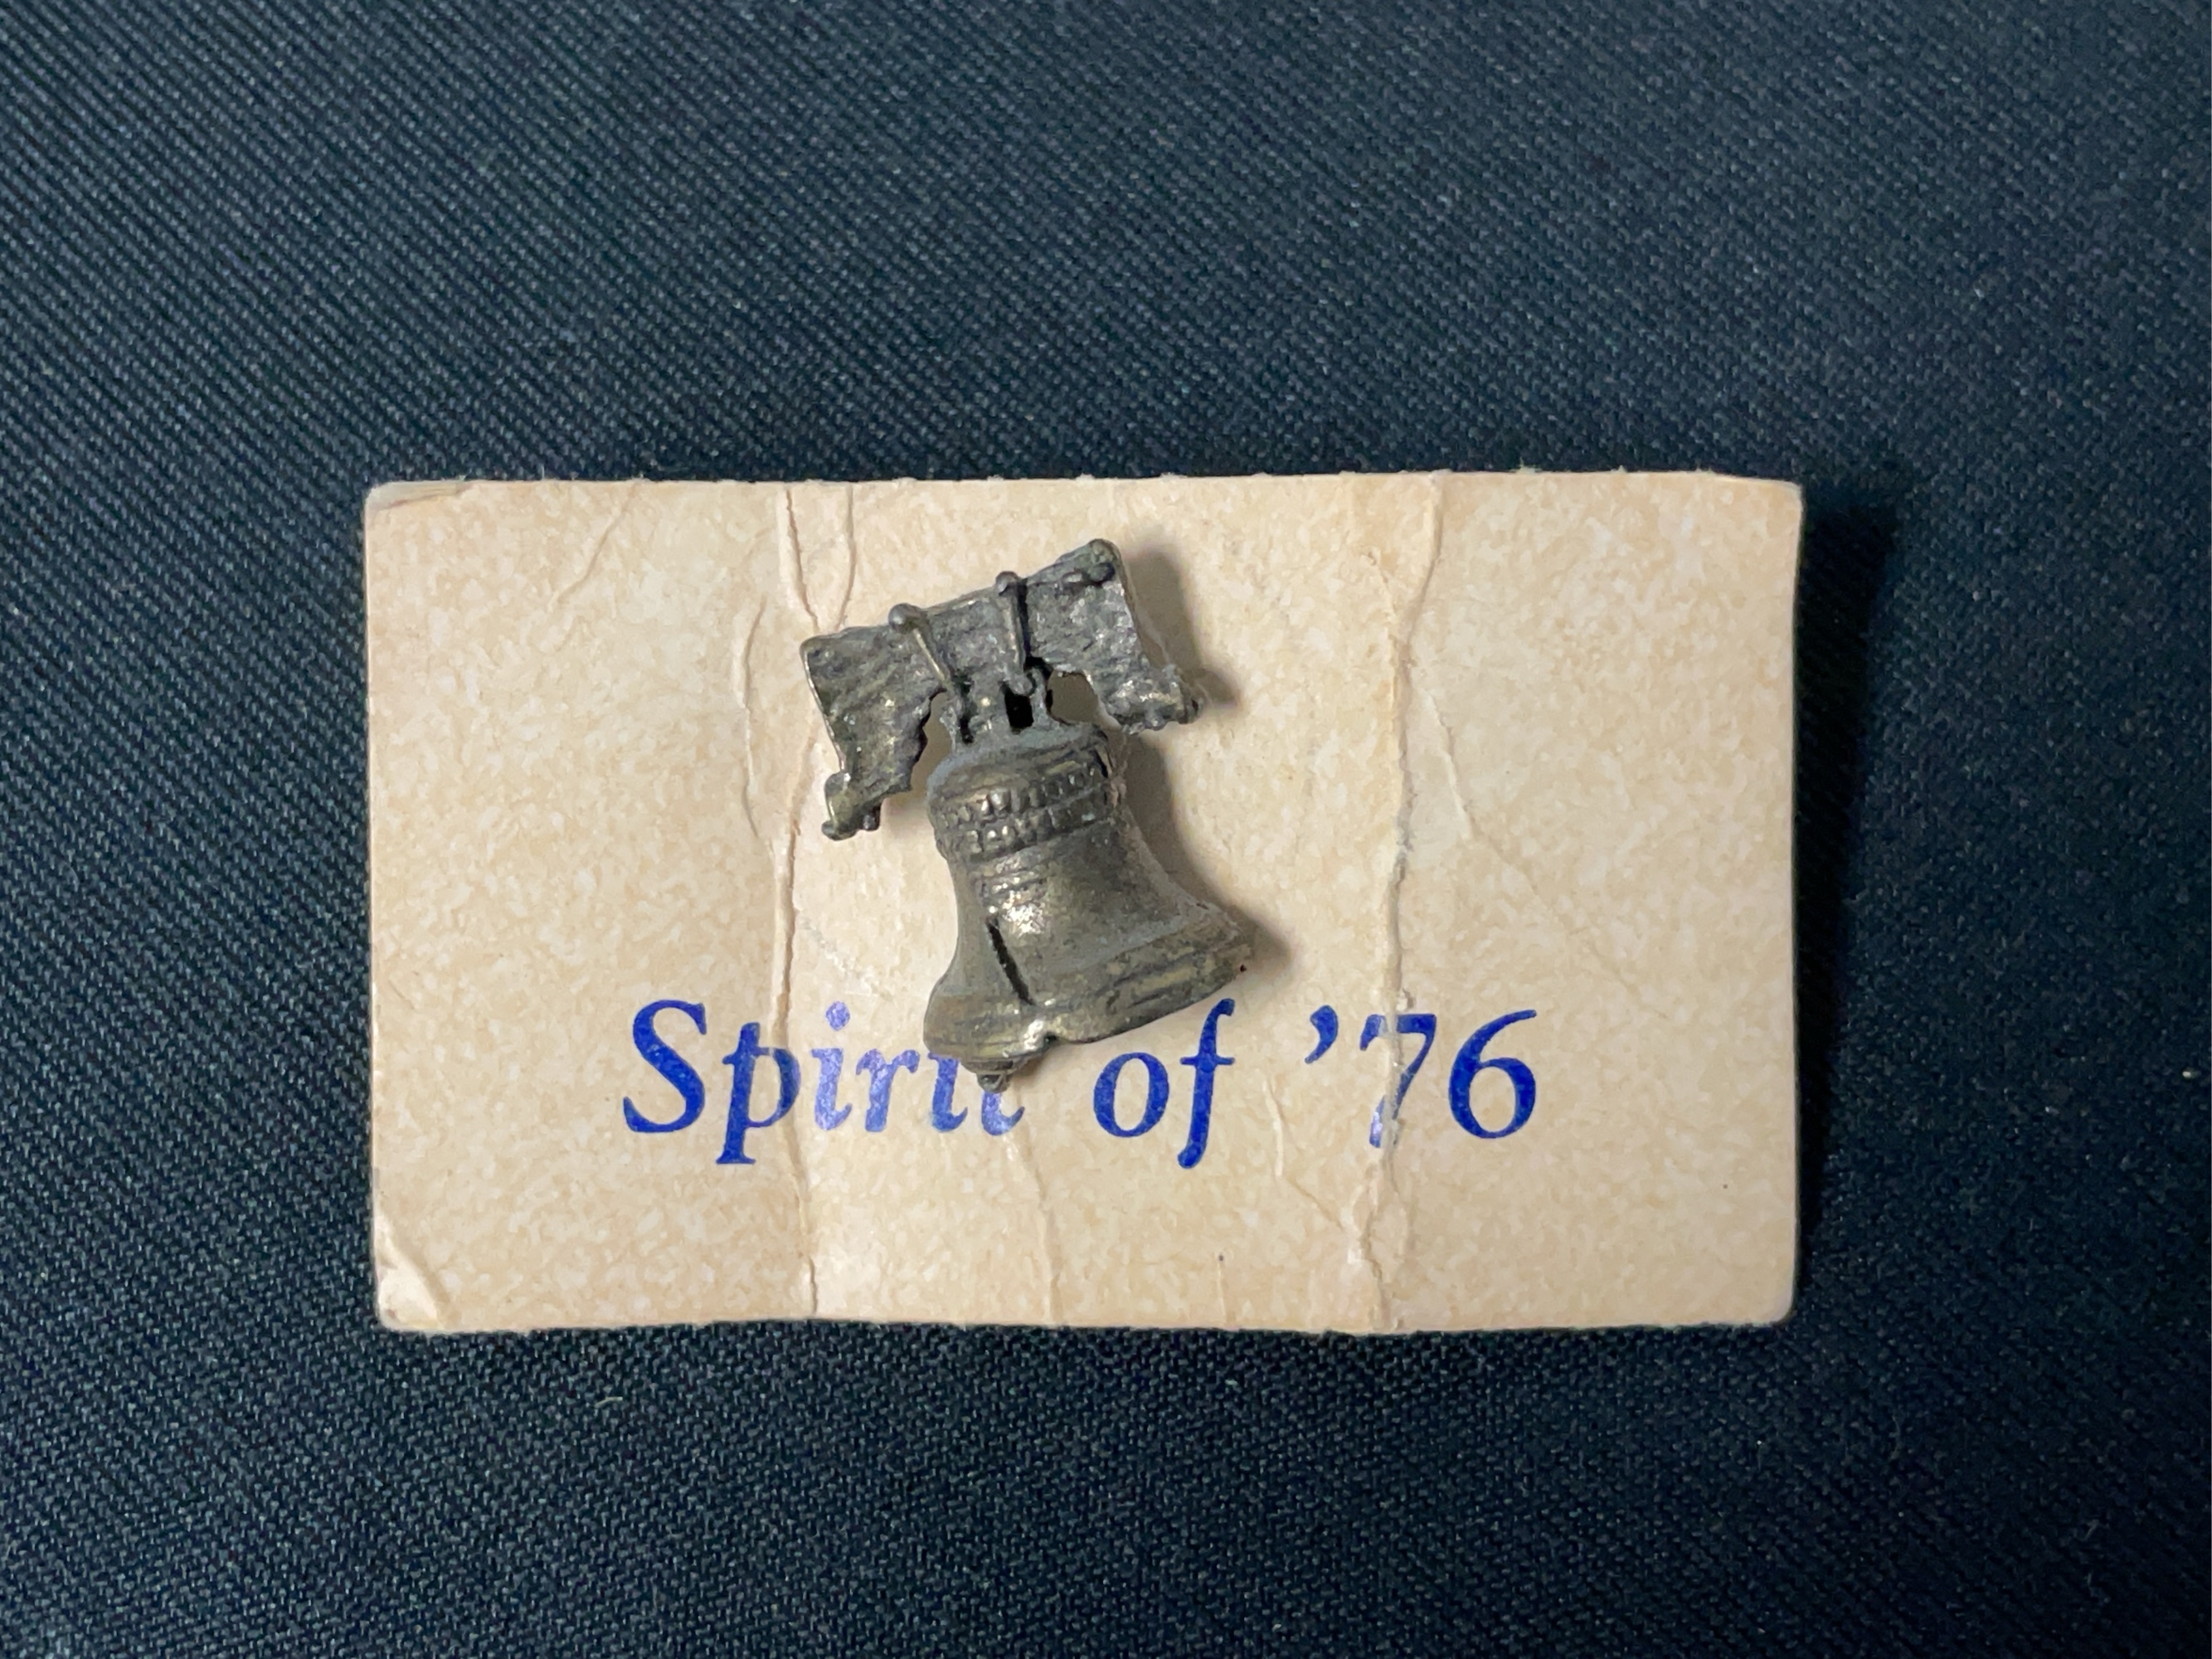 Spirit of ’76